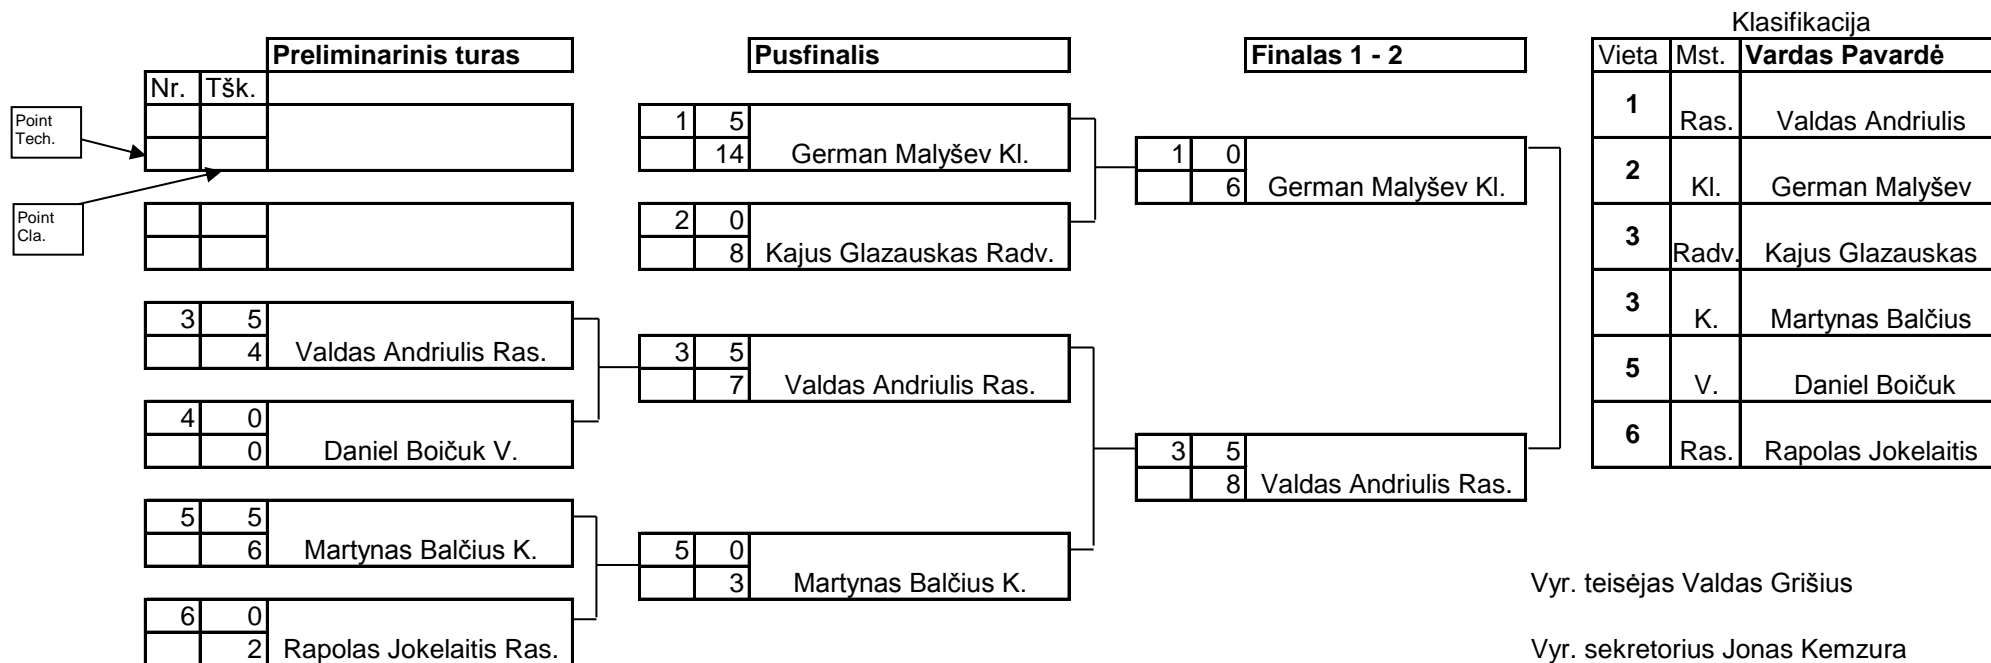 Klasifikacija
Preliminarinis turas Pusfinalis Finalas 1 - 2 Vieta Mst. Vardas Pavardė
Nr. Tšk.
Point
Tech.
Point
Cla.
3 5
4 Valdas Andriulis Ras.
4 0
0 Daniel Boičuk V.
5 5
6 Martynas Balčius K.
6 0
2 Rapolas Jokelaitis Ras.
1 5
14 German Malyšev Kl.
2 0
8 Kajus Glazauskas Radv.
3 5
7 Valdas Andriulis Ras.
5 0
3 Martynas Balčius K.
1 0
6 German Malyšev Kl.
3 5
8 Valdas Andriulis Ras.
1 Ras. Valdas Andriulis
2 Kl. German Malyšev
3 Radv. Kajus Glazauskas
3 K. Martynas Balčius
5 V. Daniel Boičuk
6 Ras. Rapolas Jokelaitis
Vyr. teisėjas Valdas Grišius
Vyr. sekretorius Jonas Kemzura